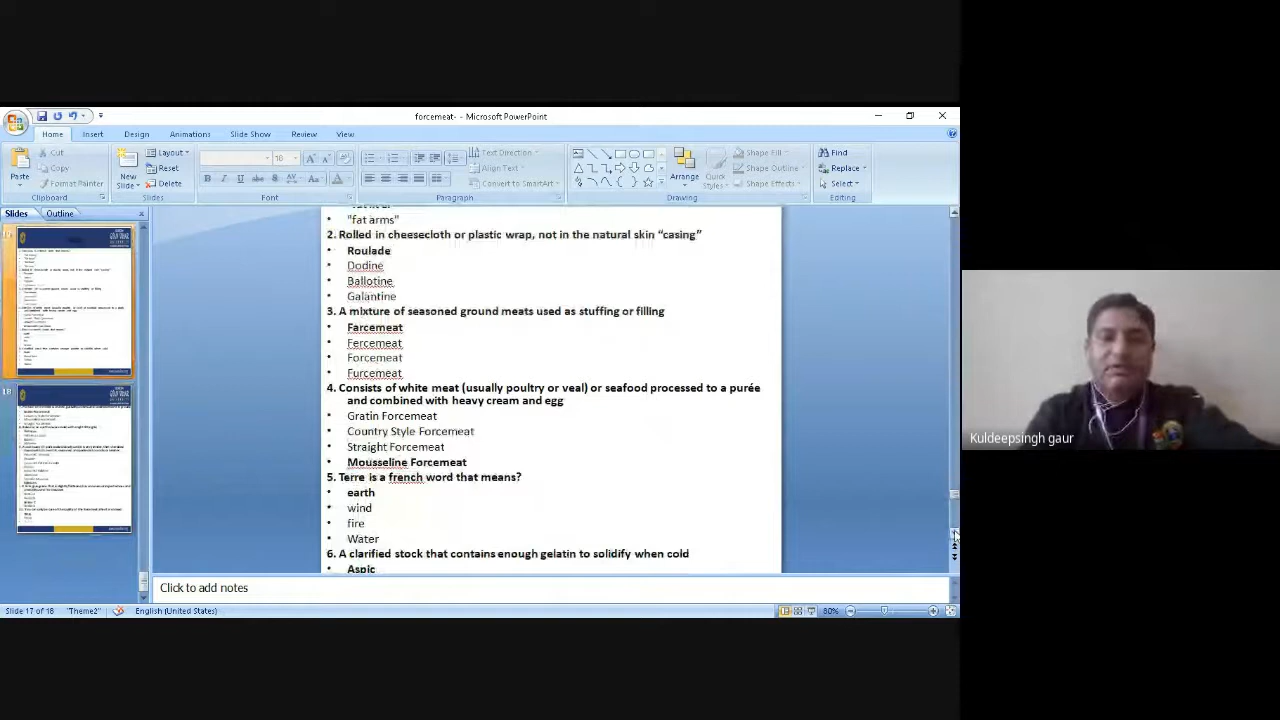 forcemeat- - Microsoft PowerPoint
Home Insert Design Animations Slide Show Review View
Paste
Cut
Copy
Format Painter
Clipboard
New Slide
Layout
Reset
Delete
Slides
18
Font
Paragraph
Text Direction
Align Text
Convert to SmartArt
Arrange
Quick Styles
Shape Fill
Shape Outline
Shape Effects
Drawing
Find
Replace
Select
Editing
Slides Outline
18
• "fat arms"
2. Rolled in cheesecloth or plastic wrap, not in the natural skin “casing”
• Roulade
• Dodine
• Ballotine
• Galantine
3. A mixture of seasoned ground meats used as stuffing or filling
• Farcemeat
• Fercemeat
• Forcemeat
• Furcemeat
4. Consists of white meat (usually poultry or veal) or seafood processed to a purée
and combined with heavy cream and egg
• Gratin Forcemeat
• Country Style Forcemeat
• Straight Forcemeat
• Mousseline Forcemeat
5. Terre is a french word that means?
• earth
• wind
• fire
• Water
6. A clarified stock that contains enough gelatin to solidify when cold
• Aspic
Click to add notes
Slide 17 of 18 "Theme2" English (United States) 80%
Kuldeepsingh gaur